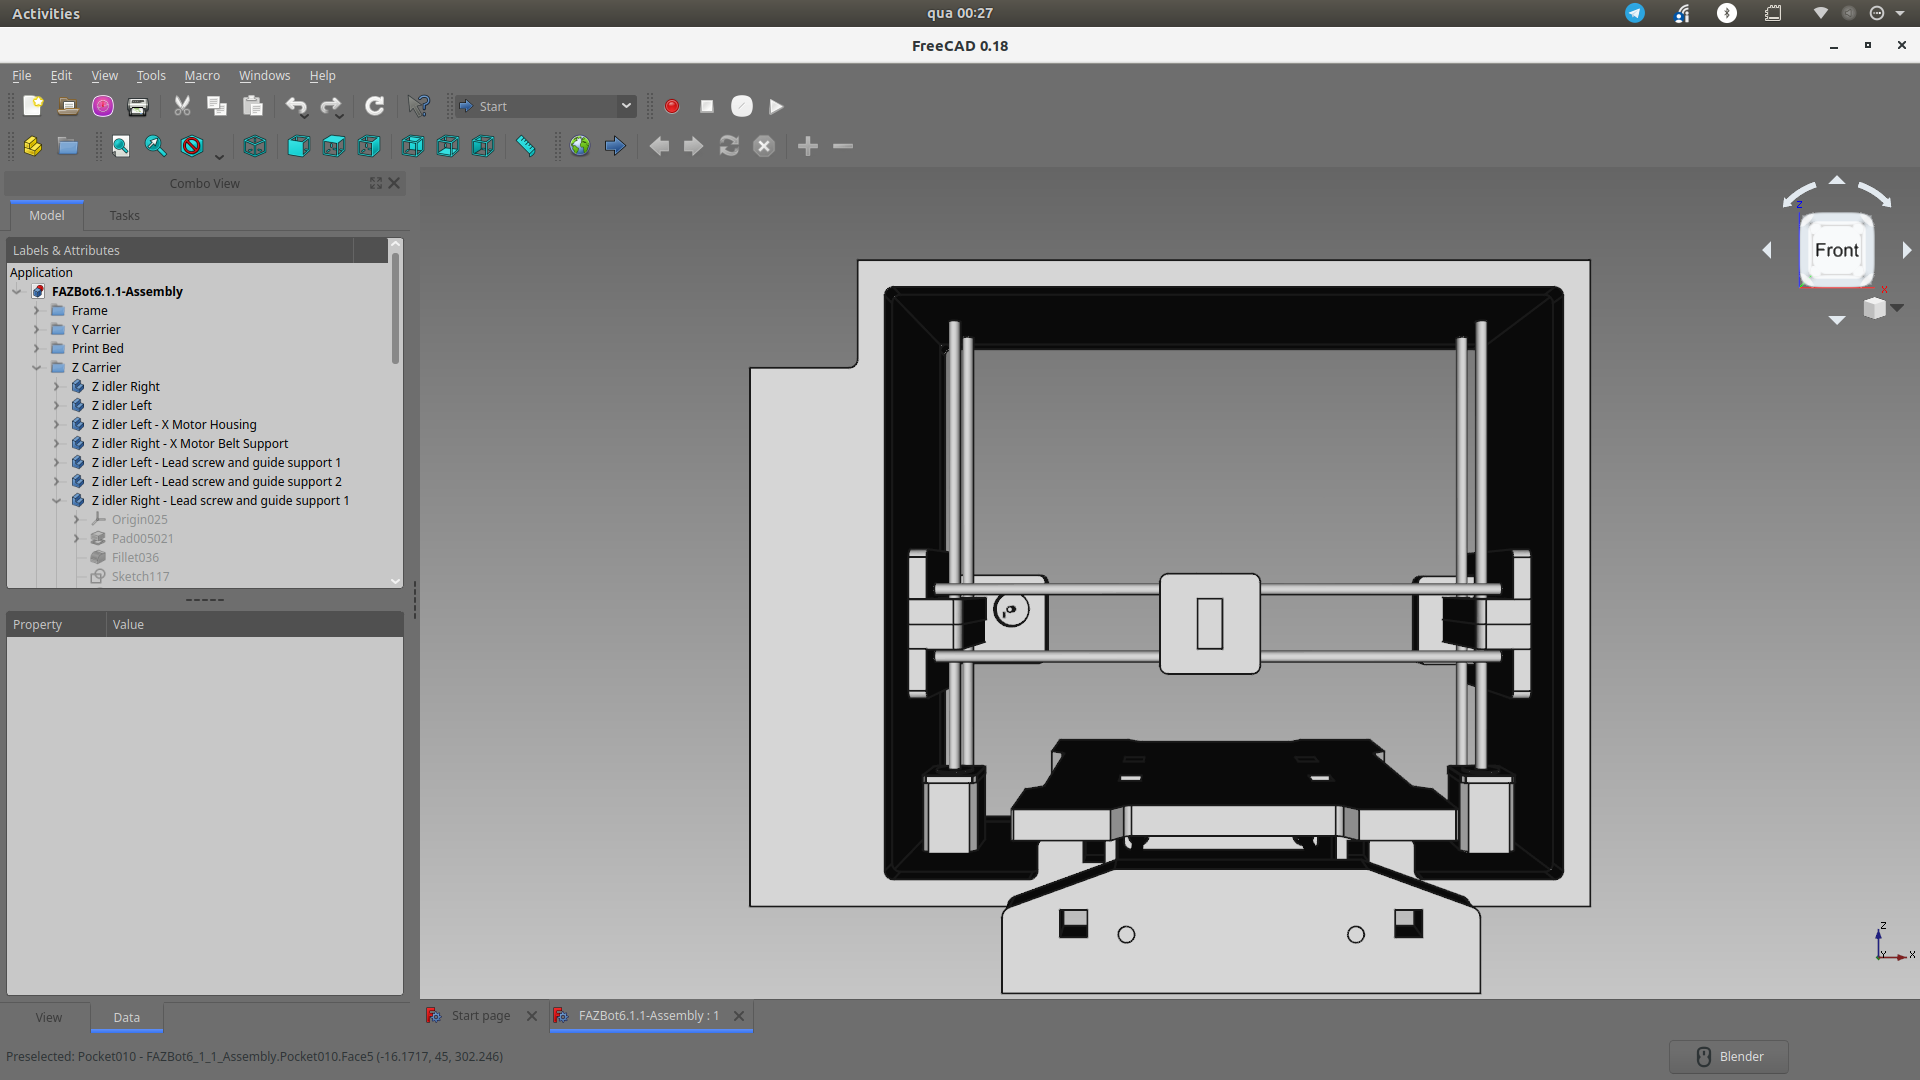 Activities
qua 00:27
FreeCAD 0.18
File Edit View Tools Macro Windows Help
Start
Combo View
Model Tasks
Labels & Attributes
Application
FAZBot6.1.1-Assembly
Frame
Y Carrier
Print Bed
Z Carrier
Z idler Right
Z idler Left
Z idler Left - X Motor Housing
Z idler Right - X Motor Belt Support
Z idler Left - Lead screw and guide support 1
Z idler Left - Lead screw and guide support 2
Z idler Right - Lead screw and guide support 1
Origin025
Pad005021
Fillet036
Sketch117
Property Value
View Data
Z
Front
X
Z
Y
X
Start page
FAZBot6.1.1-Assembly : 1
Preselected: Pocket010 - FAZBot6_1_1_Assembly.Pocket010.Face5 (-16.1717, 45, 302.246)
Blender